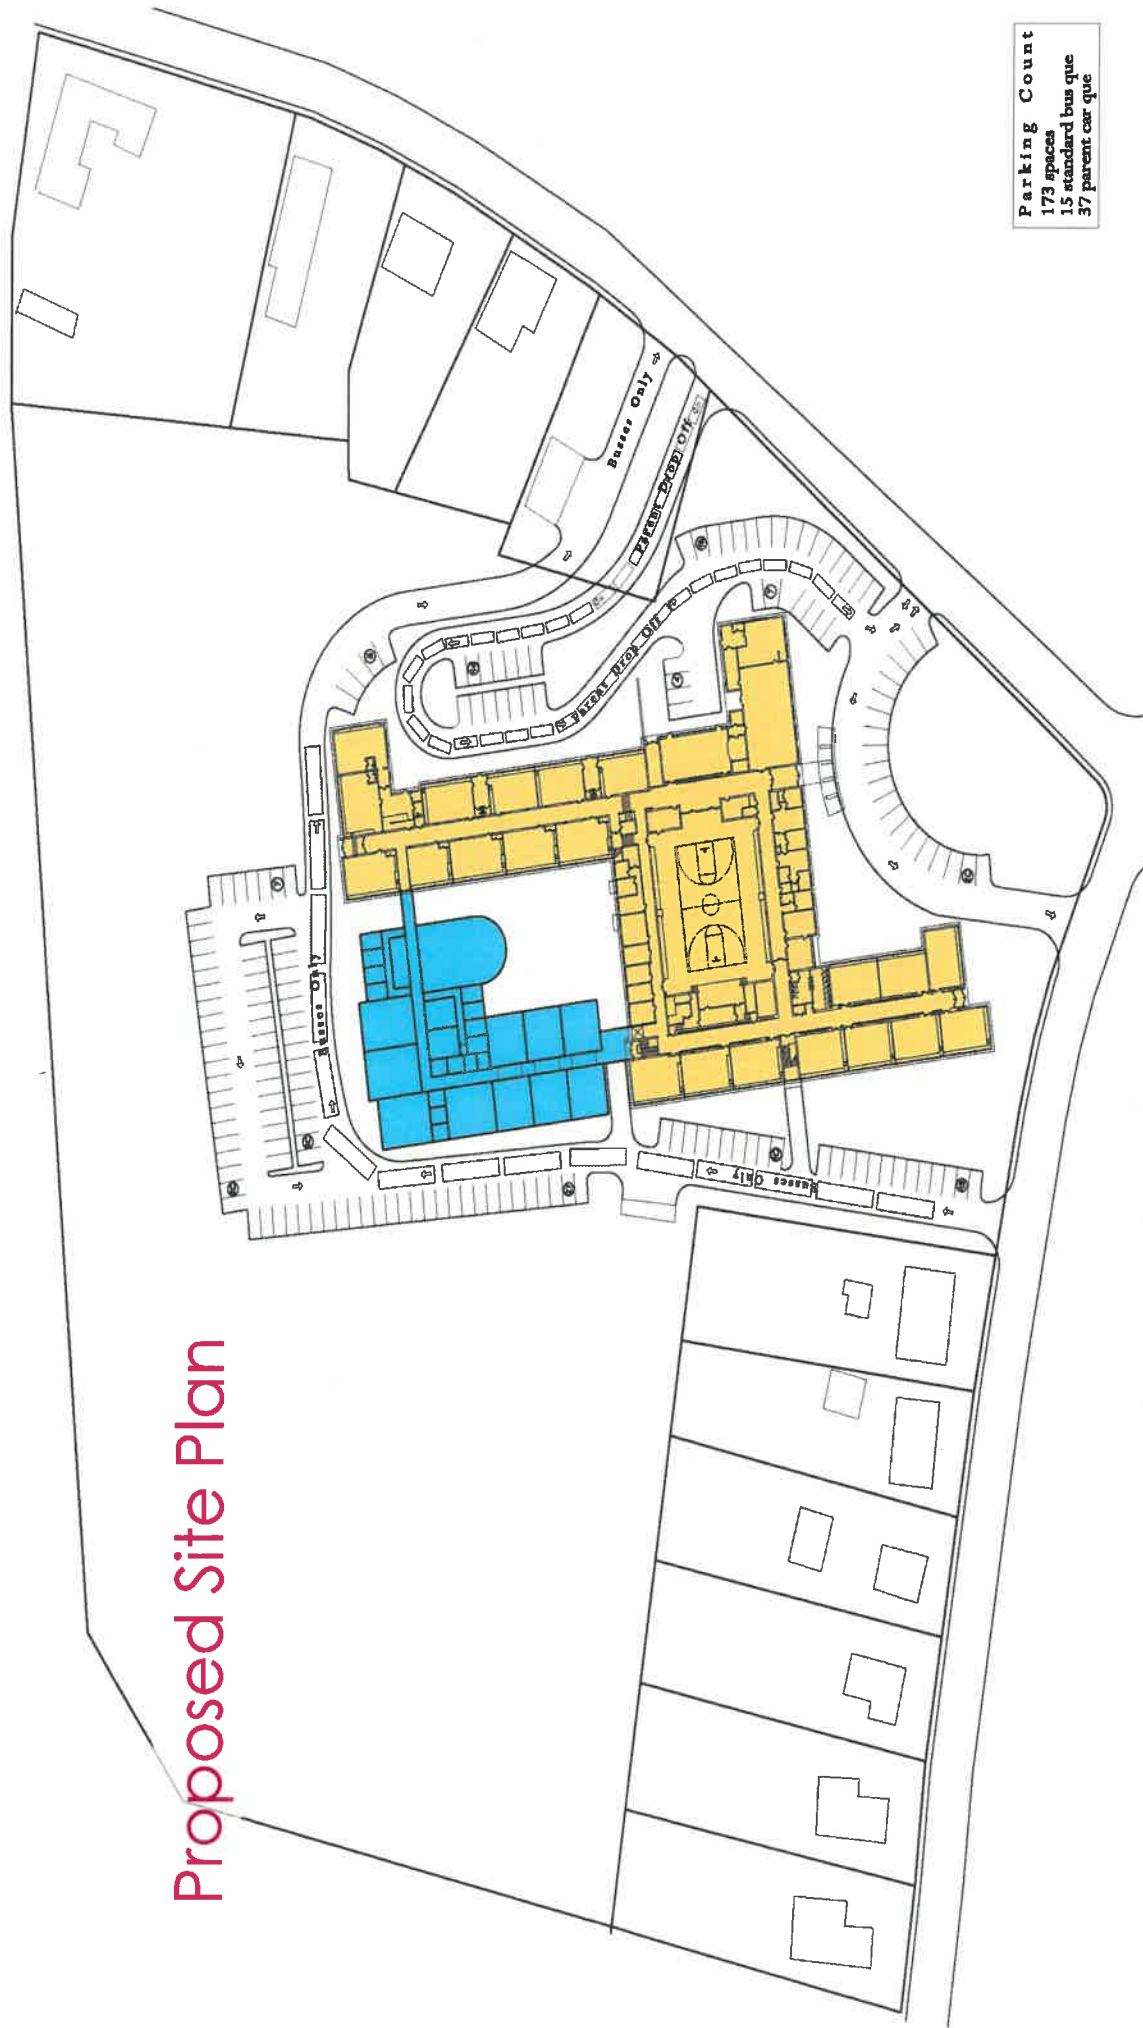 Proposed Site Plan
Busses Only
Busses Only
Busses Only
Parent Drop Off
Parent Drop Off
Parking Count
173 spaces
15 standard bus que
37 parent car que